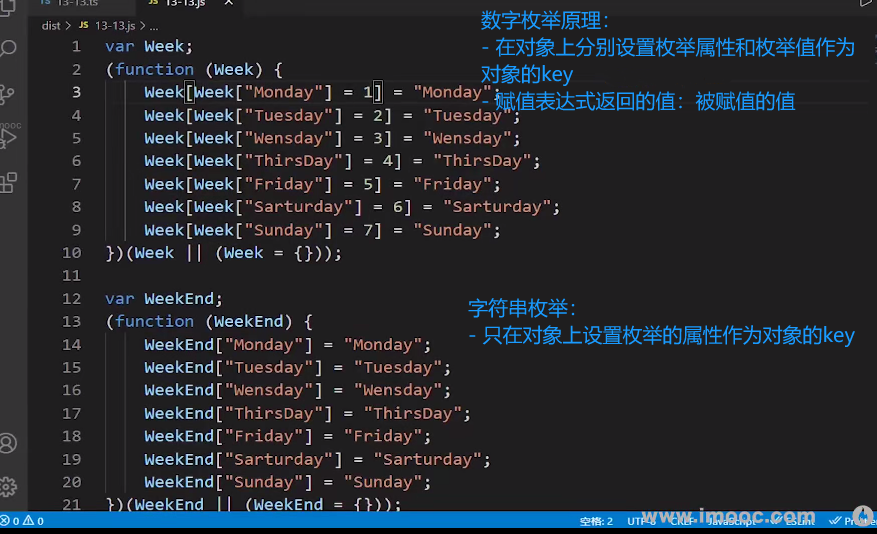 TS 13-13.ts
JS 13-13.js ×
dist > JS 13-13.js > ...
数字枚举原理：
- 在对象上分别设置枚举属性和枚举值作为
对象的key
- 赋值表达式返回的值：被赋值的值
1 var Week;
2 (function (Week) {
3 Week[Week["Monday"] = 1] = "Monday";
4 Week[Week["Tuesday"] = 2] = "Tuesday";
5 Week[Week["Wensday"] = 3] = "Wensday";
6 Week[Week["ThirsDay"] = 4] = "ThirsDay";
7 Week[Week["Friday"] = 5] = "Friday";
8 Week[Week["Sarturday"] = 6] = "Sarturday";
9 Week[Week["Sunday"] = 7] = "Sunday";
10 })(Week || (Week = {}));
11
12 var WeekEnd;
字符串枚举：
- 只在对象上设置枚举的属性作为对象的key
13 (function (WeekEnd) {
14 WeekEnd["Monday"] = "Monday";
15 WeekEnd["Tuesday"] = "Tuesday";
16 WeekEnd["Wensday"] = "Wensday";
17 WeekEnd["ThirsDay"] = "ThirsDay";
18 WeekEnd["Friday"] = "Friday";
19 WeekEnd["Sarturday"] = "Sarturday";
20 WeekEnd["Sunday"] = "Sunday";
21 })(WeekEnd || (WeekEnd = {}));
mooc
www.imooc.com
0 0 空格: 2 UTF-8 CRLF JavaScript ESLint